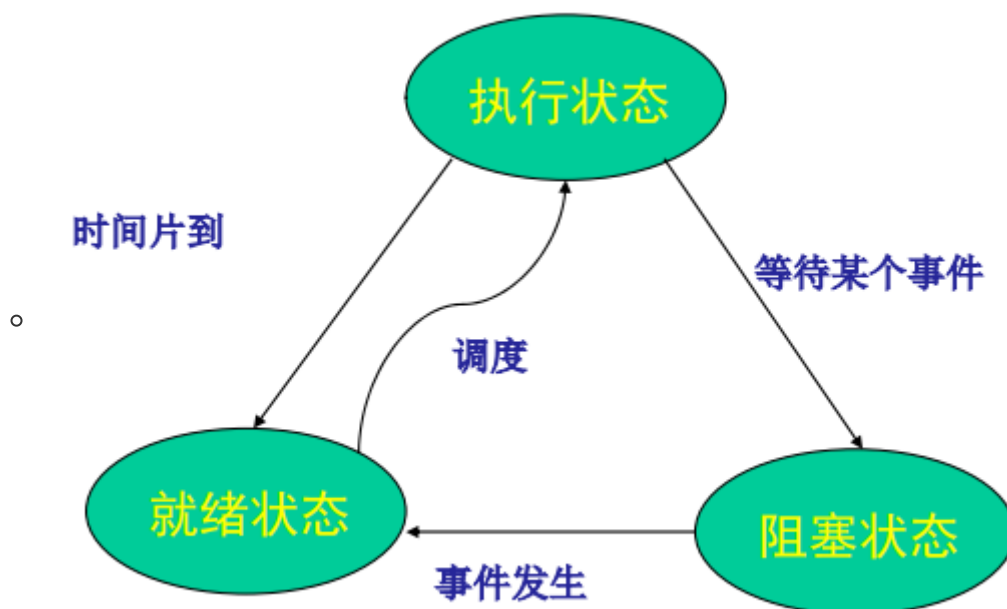 执行状态
时间片到
等待某个事件
。
调度
就绪状态
阻塞状态
事件发生